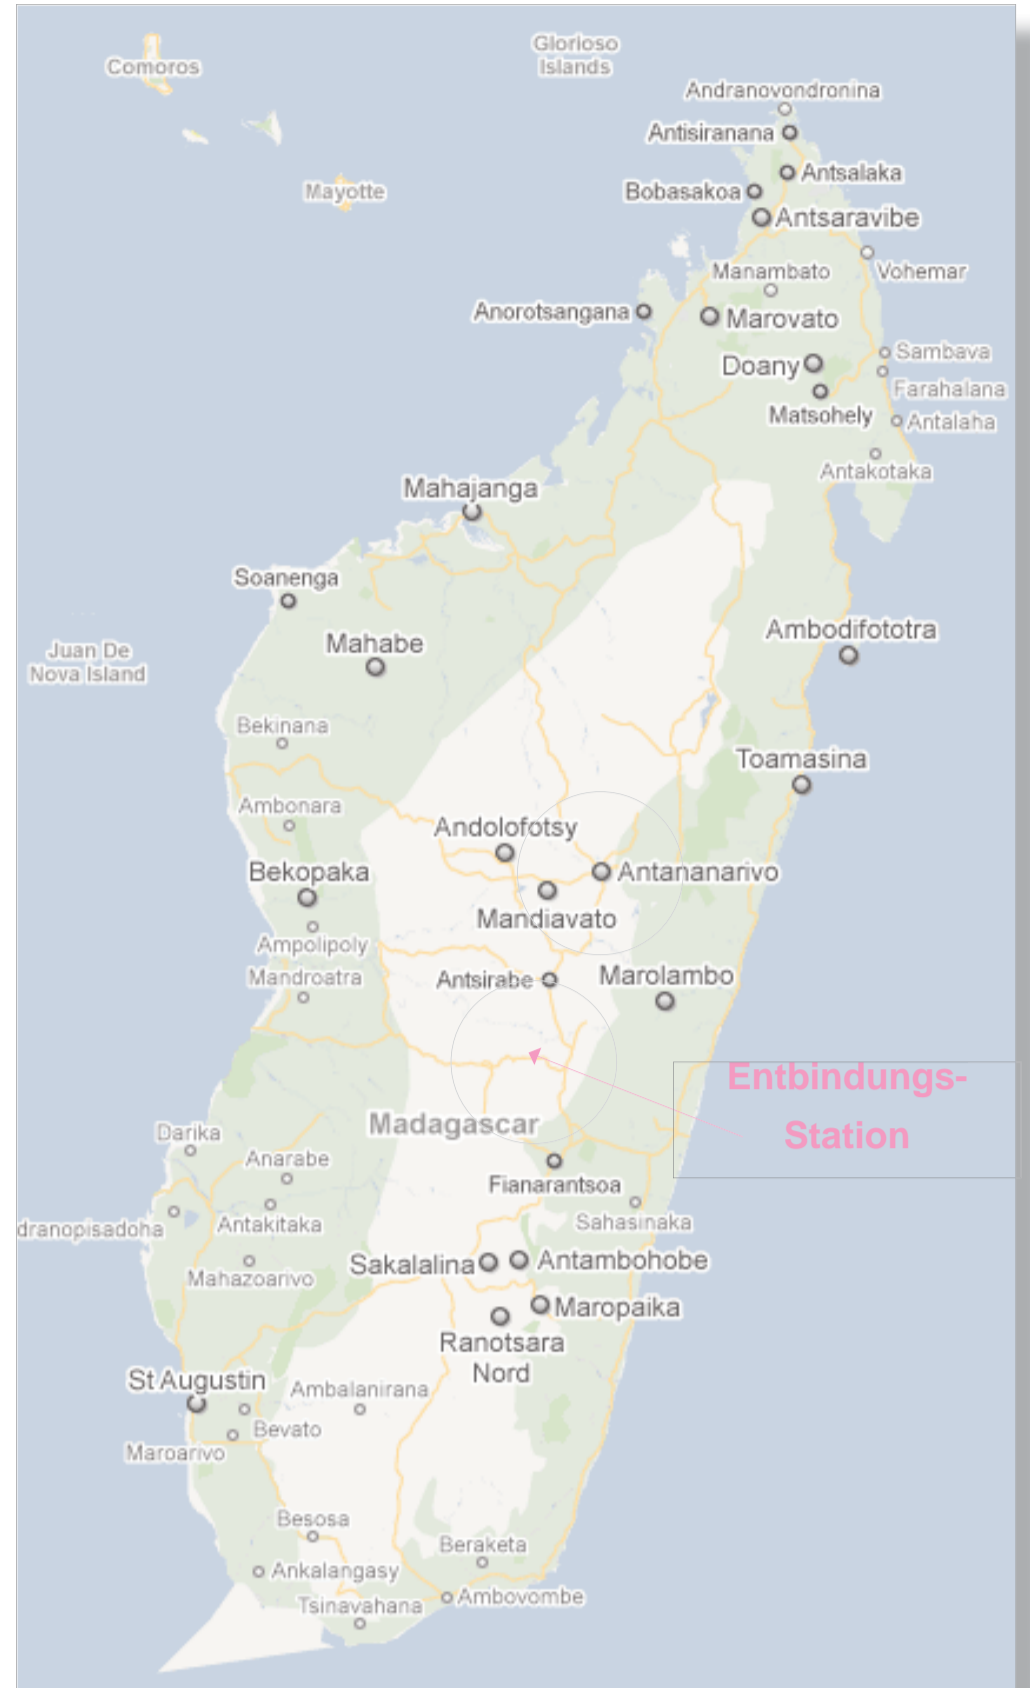 Comoros
Glorioso
Islands
Andranovondronina
Antisiranana
Antsalaka
Mayotte
Bobasakoa
Antsaravibe
Manambato
Vohemar
Anorotsangana
Marovato
Sambava
Doany
Farahalana
Matsohely
Antalaha
Antakotaka
Mahajanga
Soanenga
Ambodifototra
Mahabe
Juan De
Nova Island
Bekinana
Toamasina
Ambonara
Andolofotsy
Bekopaka
Antananarivo
Mandiavato
Ampolipoly
Mandroatra
Antsirabe
Marolambo
Entbindungs-
Station
Madagascar
Darika
Anarabe
Fianarantsoa
Sahasinaka
dranopisadoha
Antakitaka
Sakalalina
Antambohobe
Mahazoarivo
Maropaika
Ranotsara
Nord
St Augustin
Ambalanirana
Bevato
Maroarivo
Besosa
Beraketa
Ankalangasy
Ambovombe
Tsinavahana